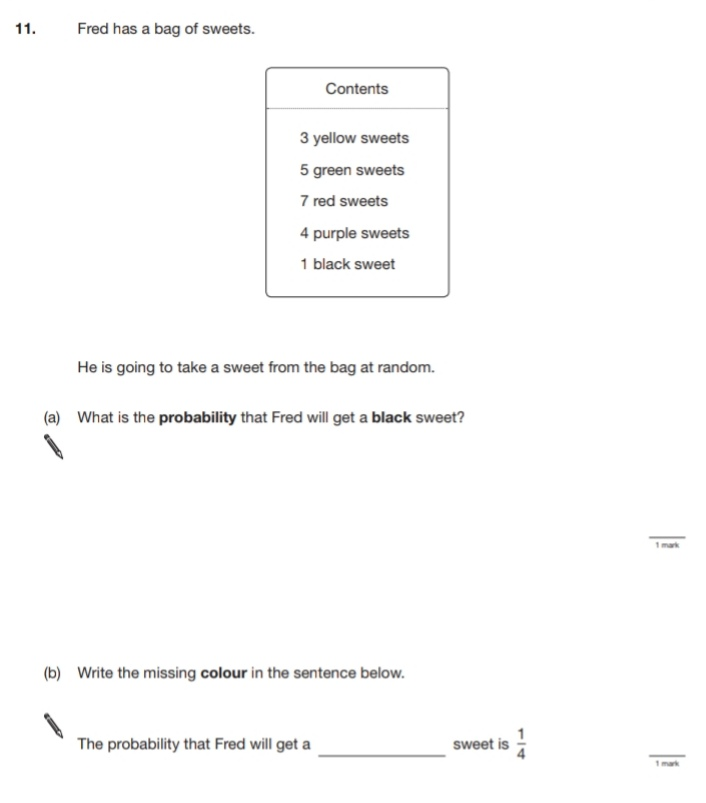 11. Fred has a bag of sweets.
Contents
3 yellow sweets
5 green sweets
7 red sweets
4 purple sweets
1 black sweet
He is going to take a sweet from the bag at random.
(a) What is the probability that Fred will get a black sweet?
1 mark
(b) Write the missing colour in the sentence below.
The probability that Fred will get a ______________ sweet is 1/4
1 mark